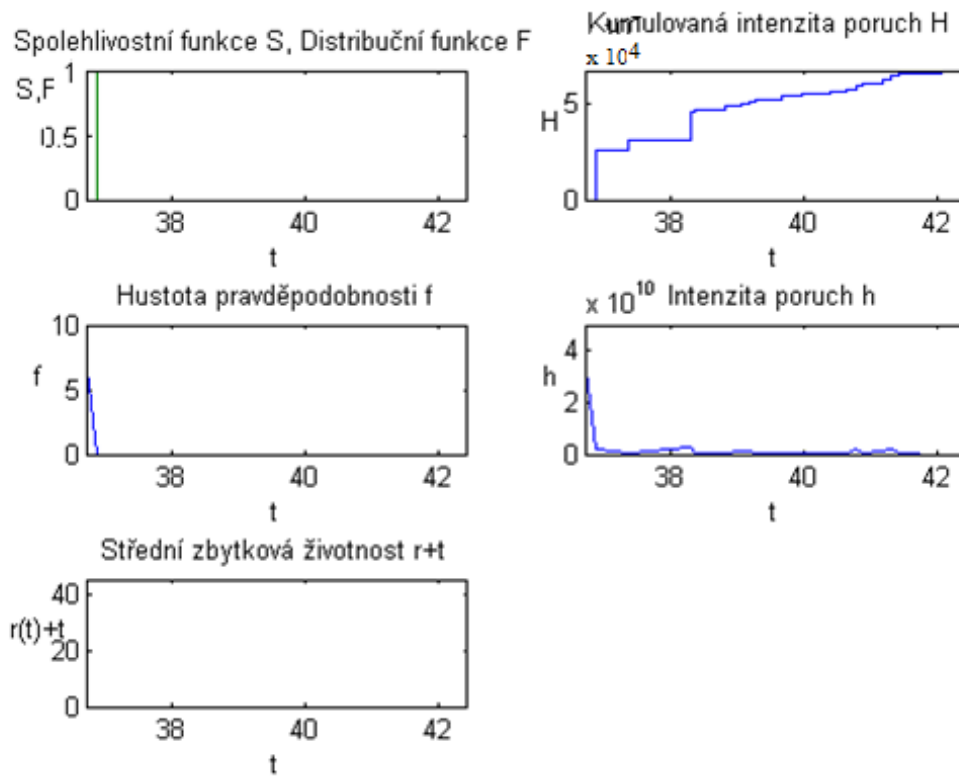 Spolehlivostní funkce S, Distribuční funkce F
1
S,F
0.5
0
38 40 42
t
Kumulovaná intenzita poruch H
x 10^4
5
H
0
38 40 42
t
Hustota pravděpodobnosti f
10
f
5
0
38 40 42
t
x 10^10 Intenzita poruch h
4
h
2
0
38 40 42
t
Střední zbytková životnost r+t
40
r(t)+t
20
0
38 40 42
t